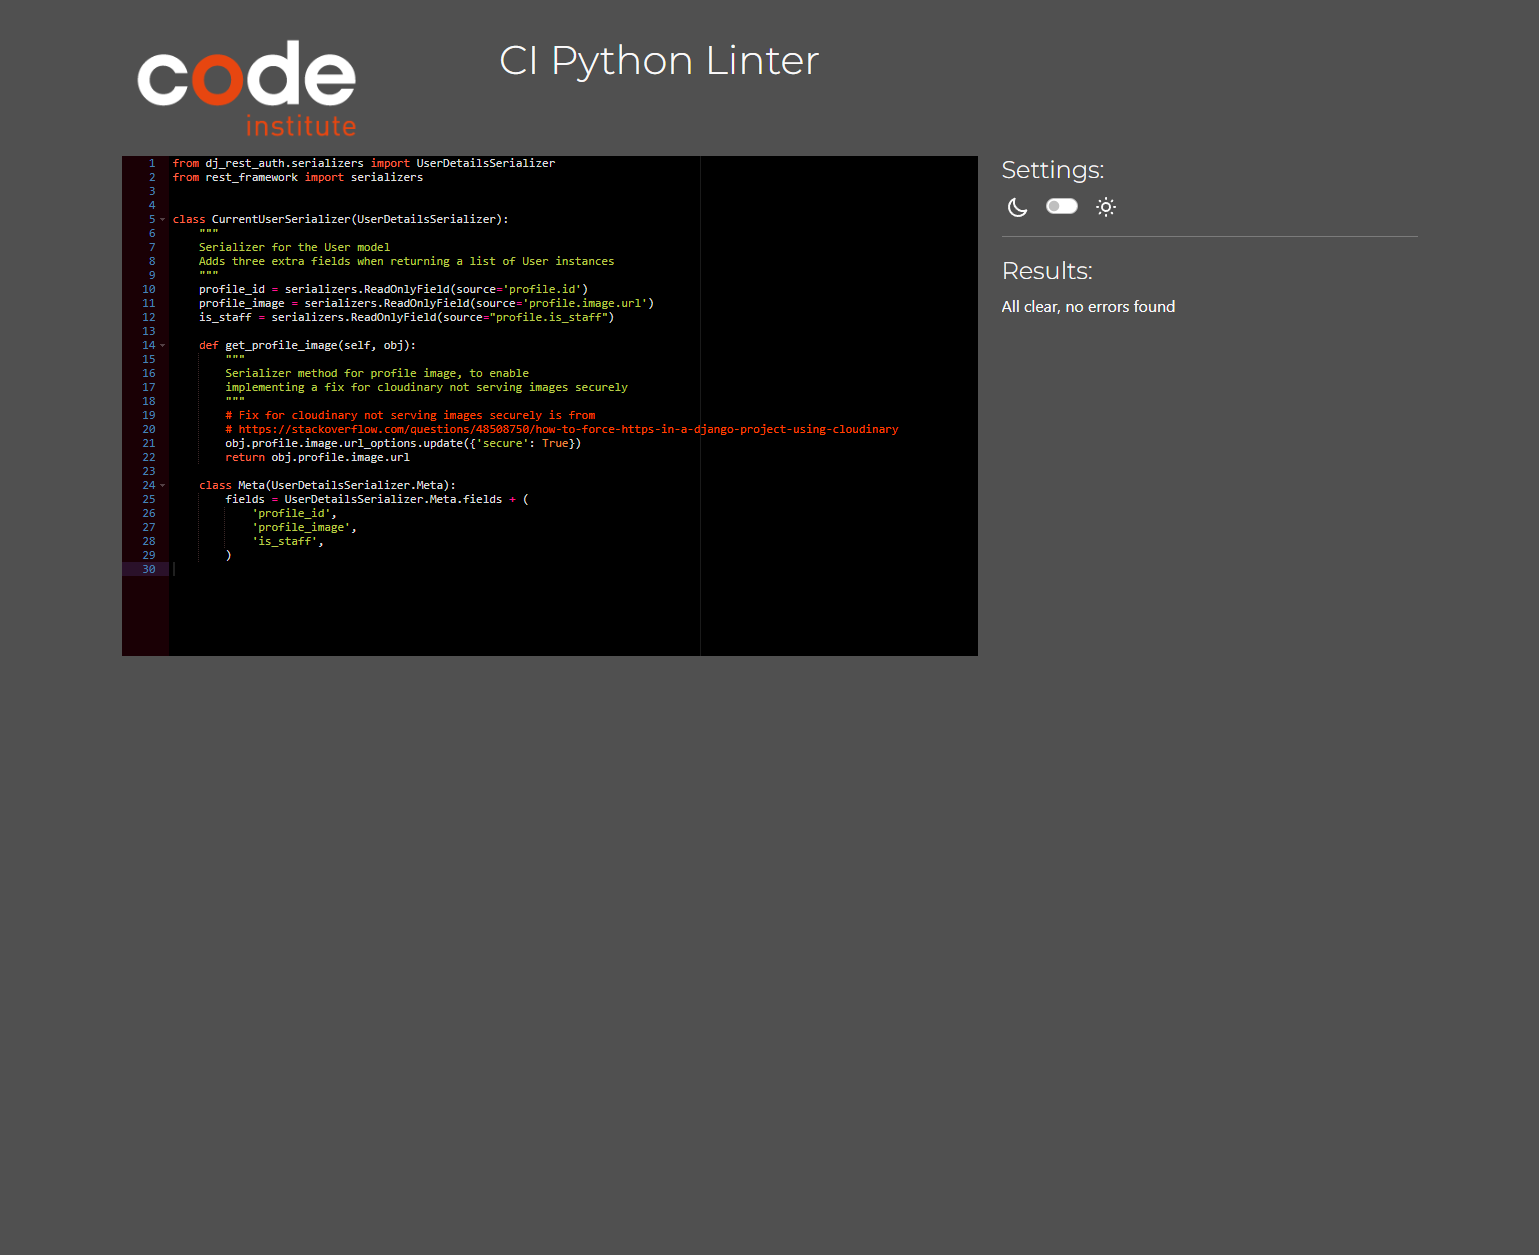 code
institute
CI Python Linter
1 from dj_rest_auth.serializers import UserDetailsSerializer
2 from rest_framework import serializers
3
4
5 class CurrentUserSerializer(UserDetailsSerializer):
6     """
7     Serializer for the User model
8     Adds three extra fields when returning a list of User instances
9     """
10     profile_id = serializers.ReadOnlyField(source='profile.id')
11     profile_image = serializers.ReadOnlyField(source='profile.image.url')
12     is_staff = serializers.ReadOnlyField(source="profile.is_staff")
13
14     def get_profile_image(self, obj):
15         """
16         Serializer method for profile image, to enable
17         implementing a fix for cloudinary not serving images securely
18         """
19         # Fix for cloudinary not serving images securely is from
20         # https://stackoverflow.com/questions/48508750/how-to-force-https-in-a-django-project-using-cloudinary
21         obj.profile.image.url_options.update({'secure': True})
22         return obj.profile.image.url
23
24     class Meta(UserDetailsSerializer.Meta):
25         fields = UserDetailsSerializer.Meta.fields + (
26             'profile_id',
27             'profile_image',
28             'is_staff',
29         )
30
Settings:
Results:
All clear, no errors found